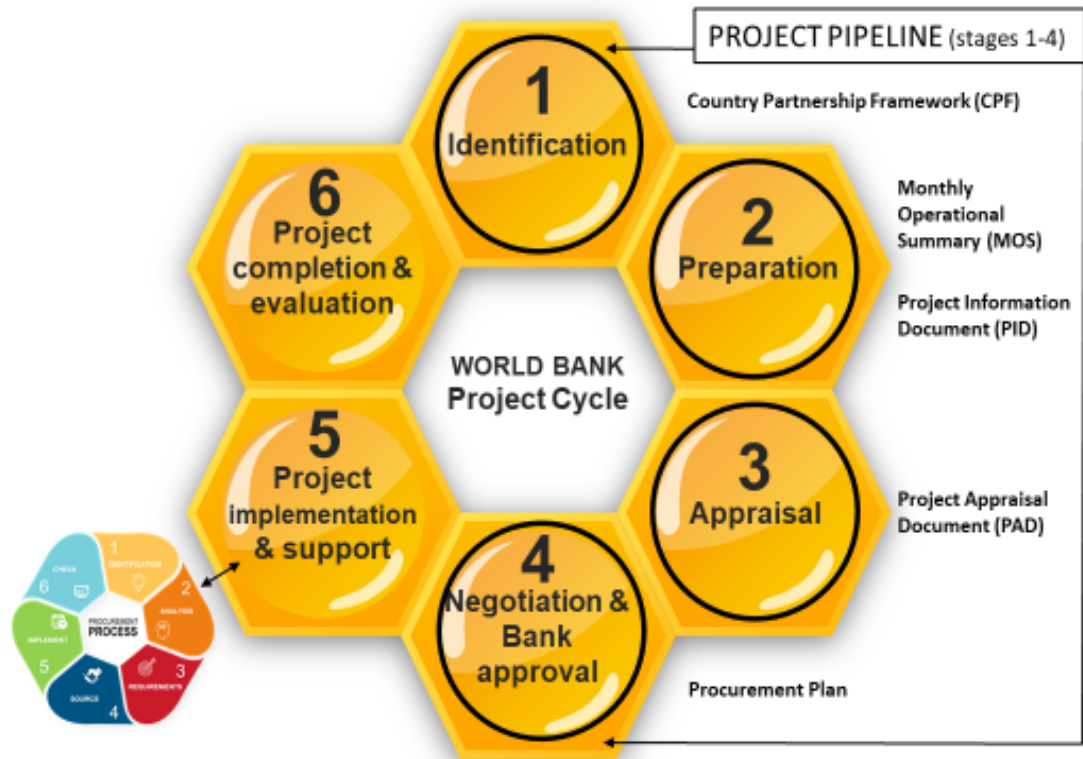 PROJECT PIPELINE (stages 1-4)
Country Partnership Framework (CPF)
1
Identification
2
Preparation
Monthly
Operational
Summary (MOS)
Project Information
Document (PID)
3
Appraisal
Project Appraisal
Document (PAD)
4
Negotiation &
Bank
approval
Procurement Plan
5
Project
implementation
& support
6
Project
completion &
evaluation
WORLD BANK
Project Cycle
1
IDENTIFICATION
2
ANALYSIS
3
REQUIREMENTS
4
SOURCE
5
IMPLEMENT
6
CHECK
PROCUREMENT
PROCESS